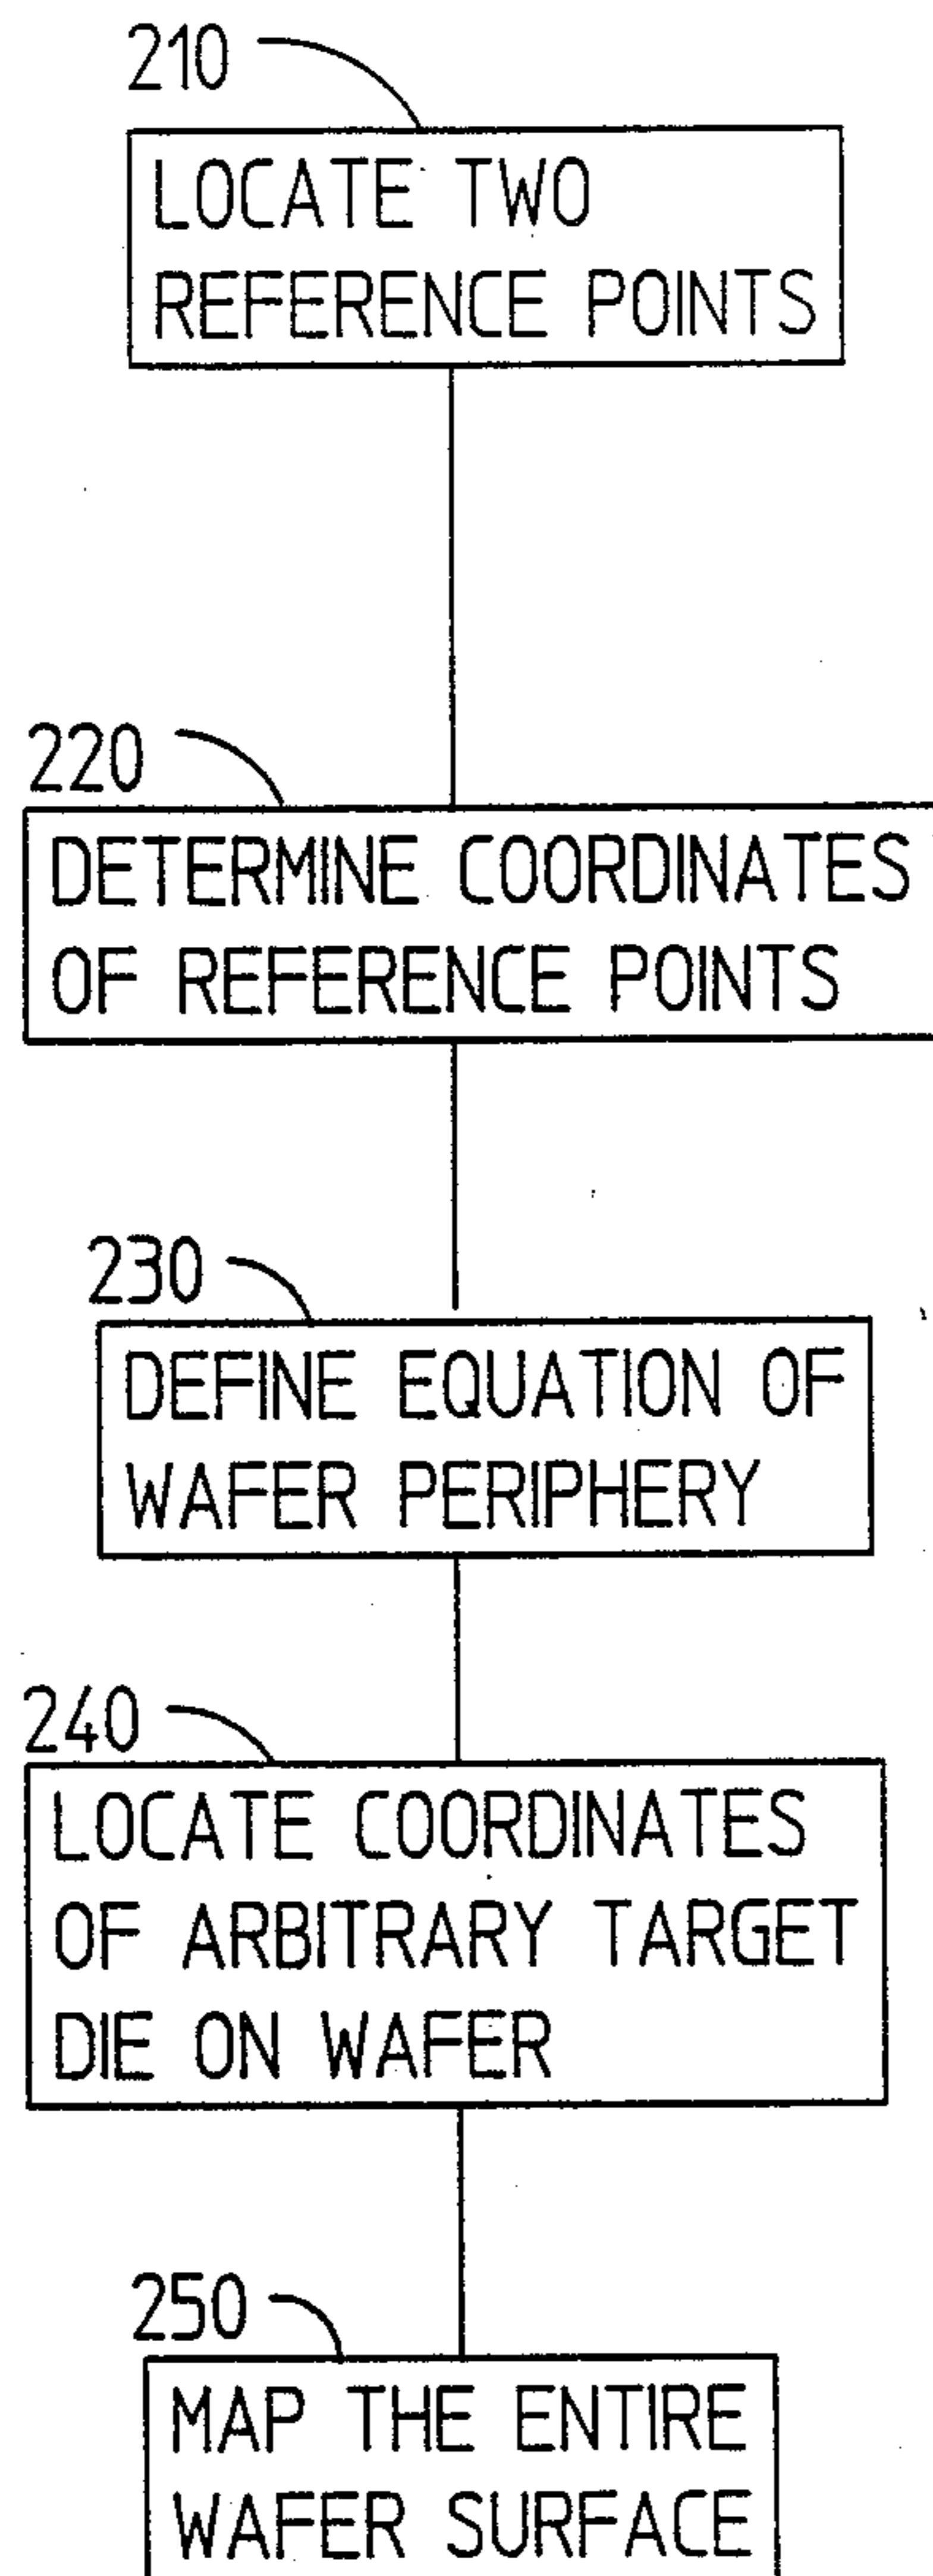 210
LOCATE TWO
REFERENCE POINTS
220
DETERMINE COORDINATES
OF REFERENCE POINTS
230
DEFINE EQUATION OF
WAFER PERIPHERY
240
LOCATE COORDINATES
OF ARBITRARY TARGET
DIE ON WAFER
250
MAP THE ENTIRE
WAFER SURFACE